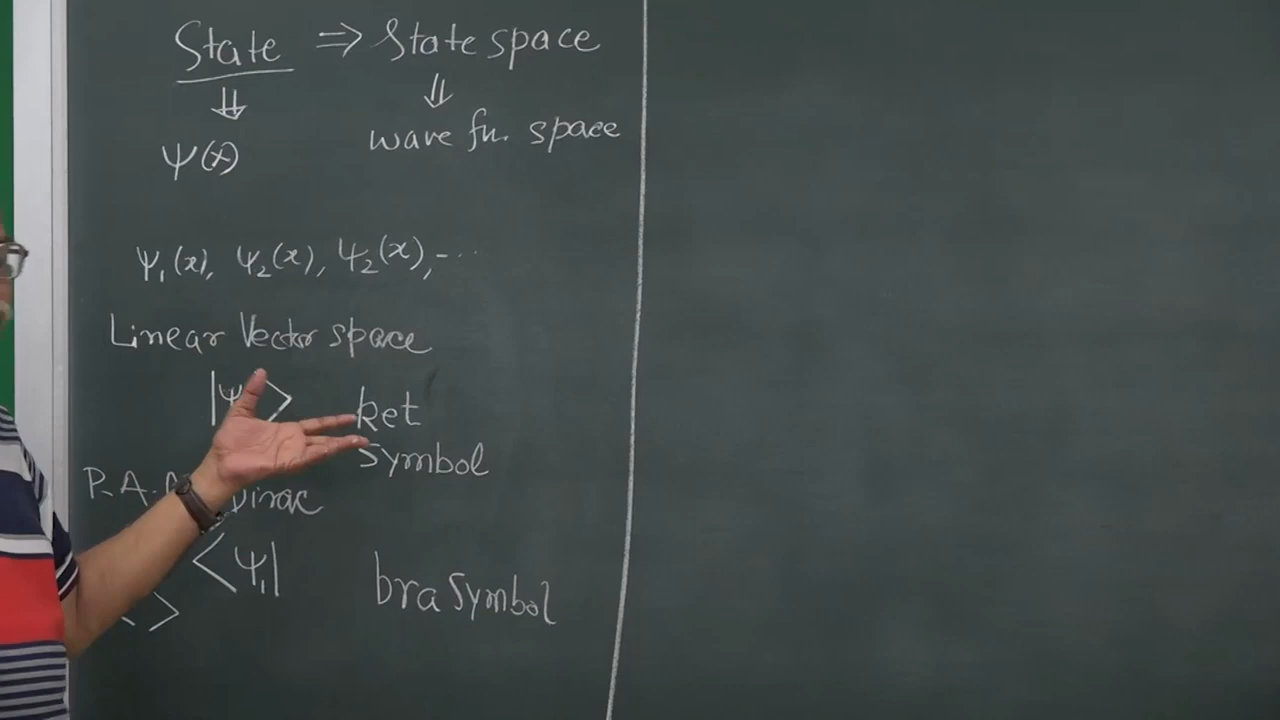 State ⇒ State space
⇓ ⇓
ψ(x) wave fn. space
ψ₁(x), ψ₂(x), ψ₂(x), - ...
Linear Vector space
|ψ > ket
symbol
P.A. Dirac
<ψ₁| bra symbol
< >